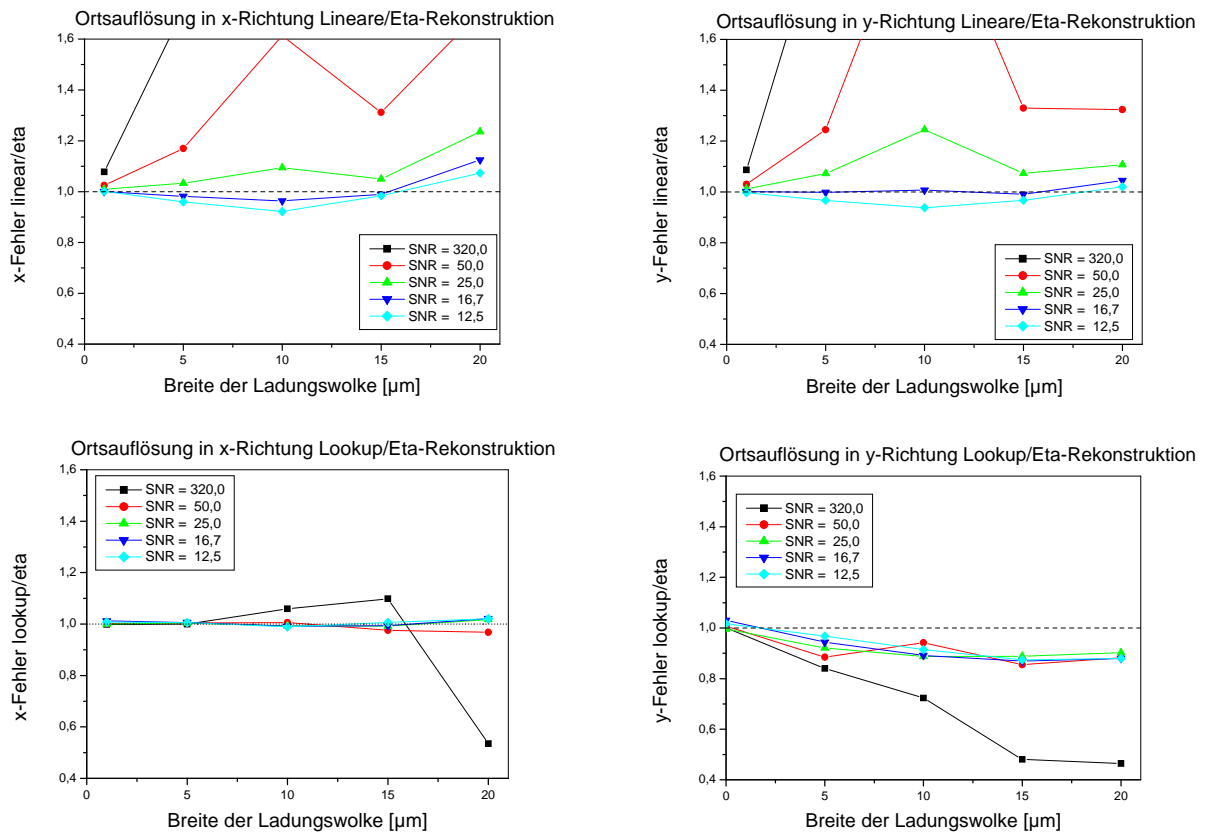 Ortsauflösung in x-Richtung Lineare/Eta-Rekonstruktion
1,6
1,4
1,2
1,0
0,8
0,6
0,4
x-Fehler linear/eta
SNR = 320,0
SNR = 50,0
SNR = 25,0
SNR = 16,7
SNR = 12,5
0 5 10 15 20
Breite der Ladungswolke [µm]
Ortsauflösung in y-Richtung Lineare/Eta-Rekonstruktion
1,6
1,4
1,2
1,0
0,8
0,6
0,4
y-Fehler linear/eta
SNR = 320,0
SNR = 50,0
SNR = 25,0
SNR = 16,7
SNR = 12,5
0 5 10 15 20
Breite der Ladungswolke [µm]
Ortsauflösung in x-Richtung Lookup/Eta-Rekonstruktion
1,6
1,4
1,2
1,0
0,8
0,6
0,4
x-Fehler lookup/eta
SNR = 320,0
SNR = 50,0
SNR = 25,0
SNR = 16,7
SNR = 12,5
0 5 10 15 20
Breite der Ladungswolke [µm]
Ortsauflösung in y-Richtung Lookup/Eta-Rekonstruktion
1,6
1,4
1,2
1,0
0,8
0,6
0,4
y-Fehler lookup/eta
SNR = 320,0
SNR = 50,0
SNR = 25,0
SNR = 16,7
SNR = 12,5
0 5 10 15 20
Breite der Ladungswolke [µm]